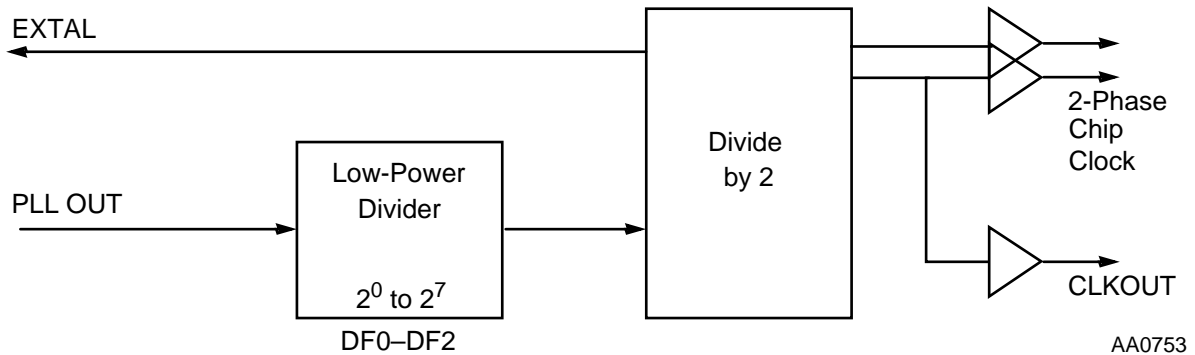 EXTAL
PLL OUT
Low-Power
Divider
2⁰ to 2⁷
DF0–DF2
Divide
by 2
2-Phase
Chip
Clock
CLKOUT
AA0753